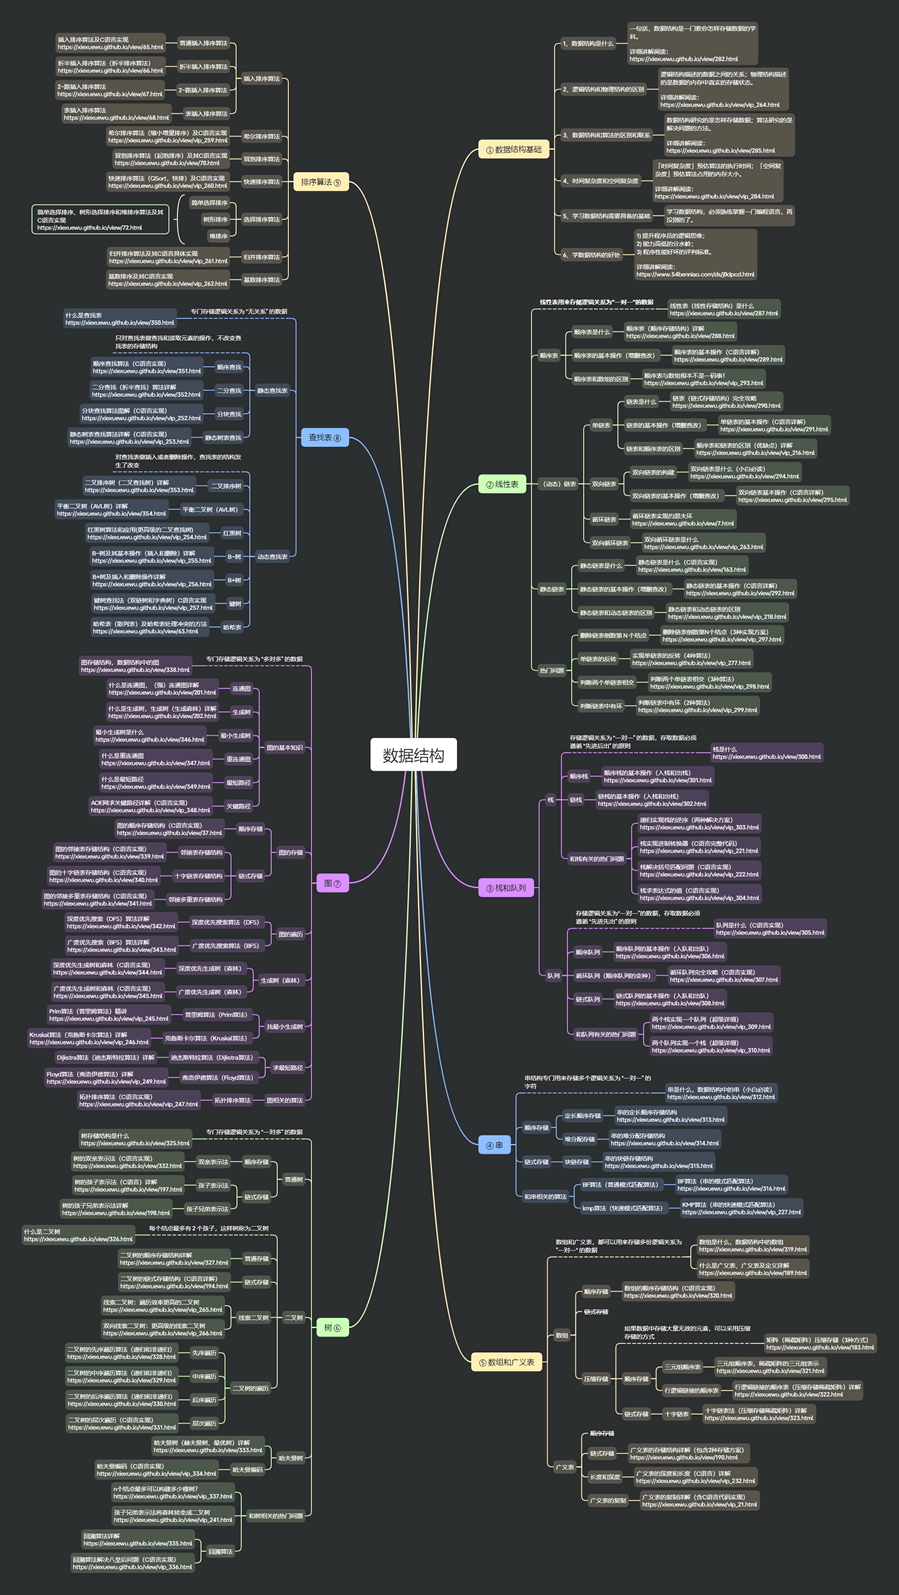 数据结构
① 数据结构基础
1、数据结构是什么
一句话，数据结构是一门教你怎样存储数据的学
科。
详细讲解阅读：
https://xiexuewu.github.io/view/282.html
2、逻辑结构和物理结构的区别
逻辑结构描述的数据之间的关系；物理结构描述
的是数据的内存中真实的存储状态。
详细讲解阅读：
https://xiexuewu.github.io/view/vip_264.html
3、数据结构和算法的区别和联系
数据结构研究的是怎样存储数据；算法研究的是
解决问题的方法。
详细讲解阅读：
https://xiexuewu.github.io/view/285.html
4、时间复杂度和空间复杂度
「时间复杂度」预估算法的执行时间；「空间复
杂度」预估算法占用的内存大小。
详细讲解阅读：
https://xiexuewu.github.io/view/vip_284.html
5、学习数据结构需要具备的基础
学习数据结构，必须熟练掌握一门编程语言，再
没别的了。
6、学数据结构的好处
1) 提升程序员的逻辑思维；
2) 能力高低的分水岭；
3) 程序性能好坏的评判标准。
详细讲解阅读：
https://www.54benniao.com/ds/j0dpcd.html
② 线性表
线性表用来存储逻辑关系为“一对一”的数据
线性表（线性存储结构）是什么
https://xiexuewu.github.io/view/287.html
顺序表
顺序表是什么
顺序表（顺序存储结构）详解
https://xiexuewu.github.io/view/288.html
顺序表的基本操作（增删查改）
顺序表的基本操作（C语言详解）
https://xiexuewu.github.io/view/289.html
顺序表和数组的区别
顺序表与数组根本不是一码事！
https://xiexuewu.github.io/view/vip_293.html
（动态）链表
单链表
链表是什么
链表（链式存储结构）完全攻略
https://xiexuewu.github.io/view/290.html
链表的基本操作（增删查改）
单链表的基本操作（C语言详解）
https://xiexuewu.github.io/view/291.html
链表和顺序表的区别
顺序表和链表的区别（优缺点）详解
https://xiexuewu.github.io/view/vip_216.html
双向链表
双向链表的构建
双向链表是什么（小白必读）
https://xiexuewu.github.io/view/294.html
双向链表的基本操作（增删查改）
双向链表基本操作（C语言详解）
https://xiexuewu.github.io/view/295.html
循环链表
循环链表实现约瑟夫环
https://xiexuewu.github.io/view/7.html
双向循环链表
双向循环链表是什么
https://xiexuewu.github.io/view/vip_263.html
静态链表
静态链表是什么
静态链表是什么（C语言实现）
https://xiexuewu.github.io/view/163.html
静态链表的基本操作（增删查改）
静态链表的基本操作（C语言详解）
https://xiexuewu.github.io/view/292.html
静态链表和动态链表的区别
静态链表和动态链表的区别
https://xiexuewu.github.io/view/vip_218.html
热门问题
删除链表倒数第 N 个结点
删除链表倒数第N个结点（3种实现方案）
https://xiexuewu.github.io/view/vip_297.html
单链表的反转
实现单链表的反转（4种算法）
https://xiexuewu.github.io/view/vip_277.html
判断两个单链表相交
判断两个单链表相交（3种算法）
https://xiexuewu.github.io/view/vip_298.html
判断链表中有环
判断链表中有环（2种算法）
https://xiexuewu.github.io/view/vip_299.html
③ 栈和队列
栈
存储逻辑关系为“一对一”的数据，存取数据必须
遵循“先进后出”的原则
栈是什么
https://xiexuewu.github.io/view/300.html
顺序栈
顺序栈的基本操作（入栈和出栈）
https://xiexuewu.github.io/view/301.html
链栈
链栈的基本操作（入栈和出栈）
https://xiexuewu.github.io/view/302.html
和栈有关的热门问题
递归实现栈的逆序（两种解决方案）
https://xiexuewu.github.io/view/vip_303.html
栈实现进制转换器（C语言完整代码）
https://xiexuewu.github.io/view/vip_221.html
栈解决括号匹配问题（C语言实现）
https://xiexuewu.github.io/view/vip_222.html
栈求表达式的值（C语言实现）
https://xiexuewu.github.io/view/vip_304.html
队列
存储逻辑关系为“一对一”的数据，存取数据必须
遵循“先进先出”的原则
队列是什么（C语言实现）
https://xiexuewu.github.io/view/305.html
顺序队列
顺序队列的基本操作（入队和出队）
https://xiexuewu.github.io/view/306.html
循环队列（顺序队列的变种）
循环队列完全攻略（C语言实现）
https://xiexuewu.github.io/view/307.html
链式队列
链式队列的基本操作（入队和出队）
https://xiexuewu.github.io/view/308.html
和队列有关的热门问题
两个栈实现一个队列（超级详细）
https://xiexuewu.github.io/view/vip_309.html
两个队列实现一个栈（超级详细）
https://xiexuewu.github.io/view/vip_310.html
④ 串
串结构专门用来存储多个逻辑关系为“一对一”的
字符
串是什么，数据结构中的串（小白必读）
https://xiexuewu.github.io/view/312.html
顺序存储
定长顺序存储
串的定长顺序存储结构
https://xiexuewu.github.io/view/313.html
堆分配存储
串的堆分配存储结构
https://xiexuewu.github.io/view/314.html
链式存储
块链存储
串的块链存储结构
https://xiexuewu.github.io/view/315.html
和串相关的算法
BF算法（普通模式匹配算法）
BF算法（串的模式匹配算法）
https://xiexuewu.github.io/view/316.html
kmp算法（快速模式匹配算法）
KMP算法（串的快速模式匹配算法）
https://xiexuewu.github.io/view/vip_227.html
⑤ 数组和广义表
数组和广义表，都可以用来存储多份逻辑关系为
“一对一”的数据
数组是什么，数据结构中的数组
https://xiexuewu.github.io/view/319.html
什么是广义表，广义表及定义详解
https://xiexuewu.github.io/view/189.html
数组
顺序存储
数组的顺序存储结构（C语言实现）
https://xiexuewu.github.io/view/320.html
链式存储
压缩存储
如果数据中存储大量无效的元素，可以采用压缩
存储的方式
矩阵（稀疏矩阵）压缩存储（3种方式）
https://xiexuewu.github.io/view/183.html
顺序存储
三元组顺序表
三元组顺序表，稀疏矩阵的三元组表示
https://xiexuewu.github.io/view/321.html
行逻辑链接的顺序表
行逻辑链接的顺序表（压缩存储稀疏矩阵）详解
https://xiexuewu.github.io/view/322.html
链式存储
十字链表
十字链表法（压缩存储稀疏矩阵）详解
https://xiexuewu.github.io/view/323.html
广义表
顺序存储
链式存储
广义表的存储结构详解（包含2种存储方案）
https://xiexuewu.github.io/view/190.html
长度和深度
广义表的深度和长度（C语言）详解
https://xiexuewu.github.io/view/vip_232.html
广义表的复制
广义表的复制详解（含C语言代码实现）
https://xiexuewu.github.io/view/vip_21.html
排序算法 ⑨
插入排序算法
普通插入排序算法
插入排序算法及C语言实现
https://xiexuewu.github.io/view/65.html
折半插入排序算法
折半插入排序算法（折半排序算法）
https://xiexuewu.github.io/view/66.html
2-路插入排序算法
2-路插入排序算法
https://xiexuewu.github.io/view/67.html
表插入排序算法
表插入排序算法
https://xiexuewu.github.io/view/68.html
希尔排序算法
希尔排序算法（缩小增量排序）及C语言实现
https://xiexuewu.github.io/view/vip_259.html
冒泡排序算法
冒泡排序算法（起泡排序）及其C语言实现
https://xiexuewu.github.io/view/70.html
快速排序算法
快速排序算法（QSort，快排）及C语言实现
https://xiexuewu.github.io/view/vip_260.html
选择排序算法
简单选择排序
树形排序
堆排序
简单选择排序、树形选择排序和堆排序算法及其
C语言实现
https://xiexuewu.github.io/view/72.html
归并排序算法
归并排序算法及其C语言具体实现
https://xiexuewu.github.io/view/vip_261.html
基数排序算法
基数排序及其C语言实现
https://xiexuewu.github.io/view/vip_262.html
查找表 ⑧
专门存储逻辑关系为“无关系”的数据
什么是查找表
https://xiexuewu.github.io/view/350.html
静态查找表
只对查找表做查找和读取元素的操作，不改变查
找表的存储结构
顺序查找
顺序查找算法（C语言实现）
https://xiexuewu.github.io/view/351.html
二分查找
二分查找（折半查找）算法详解
https://xiexuewu.github.io/view/352.html
分块查找
分块查找算法图解（C语言实现）
https://xiexuewu.github.io/view/vip_252.html
静态树表查找
静态树表查找算法详解（C语言实现）
https://xiexuewu.github.io/view/vip_253.html
动态查找表
对查找表做插入或者删除操作，查找表的结构发
生了改变
二叉排序树
二叉排序树（二叉查找树）详解
https://xiexuewu.github.io/view/353.html
平衡二叉树（AVL树）
平衡二叉树（AVL树）详解
https://xiexuewu.github.io/view/354.html
红黑树
红黑树算法和应用(更高级的二叉查找树)
https://xiexuewu.github.io/view/vip_254.html
B-树
B-树及其基本操作（插入和删除）详解
https://xiexuewu.github.io/view/vip_255.html
B+树
B+树及插入和删除操作详解
https://xiexuewu.github.io/view/vip_256.html
键树
键树查找法（双链树和字典树）C语言实现
https://xiexuewu.github.io/view/vip_257.html
哈希表
哈希表（散列表）及哈希表处理冲突的方法
https://xiexuewu.github.io/view/63.html
图 ⑦
专门存储逻辑关系为“多对多”的数据
图存储结构，数据结构中的图
https://xiexuewu.github.io/view/338.html
图的基本知识
连通图
什么是连通图，（强）连通图详解
https://xiexuewu.github.io/view/201.html
生成树
什么是生成树，生成树（生成森林）详解
https://xiexuewu.github.io/view/202.html
最小生成树
最小生成树是什么
https://xiexuewu.github.io/view/346.html
重连通图
什么是重连通图
https://xiexuewu.github.io/view/347.html
最短路径
什么是最短路径
https://xiexuewu.github.io/view/349.html
关键路径
AOE网求关键路径详解（C语言实现）
https://xiexuewu.github.io/view/vip_348.html
图的存储
顺序存储
图的顺序存储结构（C语言实现）
https://xiexuewu.github.io/view/37.html
链式存储
邻接表存储结构
图的邻接表存储结构（C语言实现）
https://xiexuewu.github.io/view/339.html
十字链表存储结构
图的十字链表存储结构（C语言实现）
https://xiexuewu.github.io/view/340.html
邻接多重表存储结构
图的邻接多重表存储结构（C语言实现）
https://xiexuewu.github.io/view/341.html
图的遍历
深度优先搜索算法（DFS）
深度优先搜索（DFS）算法详解
https://xiexuewu.github.io/view/342.html
广度优先搜索算法（BFS）
广度优先搜索（BFS）算法详解
https://xiexuewu.github.io/view/343.html
生成树（森林）
深度优先生成树（森林）
深度优先生成树和森林（C语言实现）
https://xiexuewu.github.io/view/344.html
广度优先生成树（森林）
广度优先生成树和森林（C语言实现）
https://xiexuewu.github.io/view/345.html
找最小生成树
普里姆算法（Prim算法）
Prim算法（普里姆算法）精讲
https://xiexuewu.github.io/view/vip_245.html
克鲁斯卡尔算法（Kruskal算法）
Kruskal算法（克鲁斯卡尔算法）详解
https://xiexuewu.github.io/view/vip_246.html
求最短路径
迪杰斯特拉算法（Dijkstra算法）
Dijkstra算法（迪杰斯特拉算法）详解
https://xiexuewu.github.io/view/vip_248.html
弗洛伊德算法（Floyd算法）
Floyd算法（弗洛伊德算法）详解
https://xiexuewu.github.io/view/vip_249.html
图相关的算法
拓扑排序算法
拓扑排序算法（C语言实现）
https://xiexuewu.github.io/view/vip_247.html
树 ⑥
专门存储逻辑关系为“一对多”的数据
树存储结构是什么
https://xiexuewu.github.io/view/325.html
普通树
顺序存储
双亲表示法
树的双亲表示法（C语言实现）
https://xiexuewu.github.io/view/332.html
链式存储
孩子表示法
树的孩子表示法（C语言）详解
https://xiexuewu.github.io/view/197.html
孩子兄弟表示法
树的孩子兄弟表示法详解
https://xiexuewu.github.io/view/198.html
二叉树
每个结点最多有 2 个孩子，这样树称为二叉树
什么是二叉树
https://xiexuewu.github.io/view/326.html
普通存储
二叉树的顺序存储结构详解
https://xiexuewu.github.io/view/327.html
链式存储
二叉树的链式存储结构（C语言详解）
https://xiexuewu.github.io/view/194.html
线索二叉树
线索二叉树：遍历效率更高的二叉树
https://xiexuewu.github.io/view/vip_265.html
双向线索二叉树：更高级的线索二叉树
https://xiexuewu.github.io/view/vip_266.html
二叉树的遍历
先序遍历
二叉树的先序遍历算法（递归和非递归）
https://xiexuewu.github.io/view/328.html
中序遍历
二叉树的中序遍历算法（递归和非递归）
https://xiexuewu.github.io/view/329.html
后序遍历
二叉树的后序遍历算法（递归和非递归）
https://xiexuewu.github.io/view/330.html
层次遍历
二叉树的层次遍历（C语言实现）
https://xiexuewu.github.io/view/331.html
哈夫曼树
哈夫曼树（赫夫曼树、最优树）详解
https://xiexuewu.github.io/view/333.html
哈夫曼编码
哈夫曼编码（C语言实现）
https://xiexuewu.github.io/view/vip_334.html
和树相关的热门问题
n个结点最多可以构建多少棵树？
https://xiexuewu.github.io/view/vip_337.html
孩子兄弟表示法将森林转变成二叉树
https://xiexuewu.github.io/view/vip_241.html
回溯算法
回溯算法详解
https://xiexuewu.github.io/view/335.html
回溯算法解决八皇后问题（C语言实现）
https://xiexuewu.github.io/view/vip_336.html